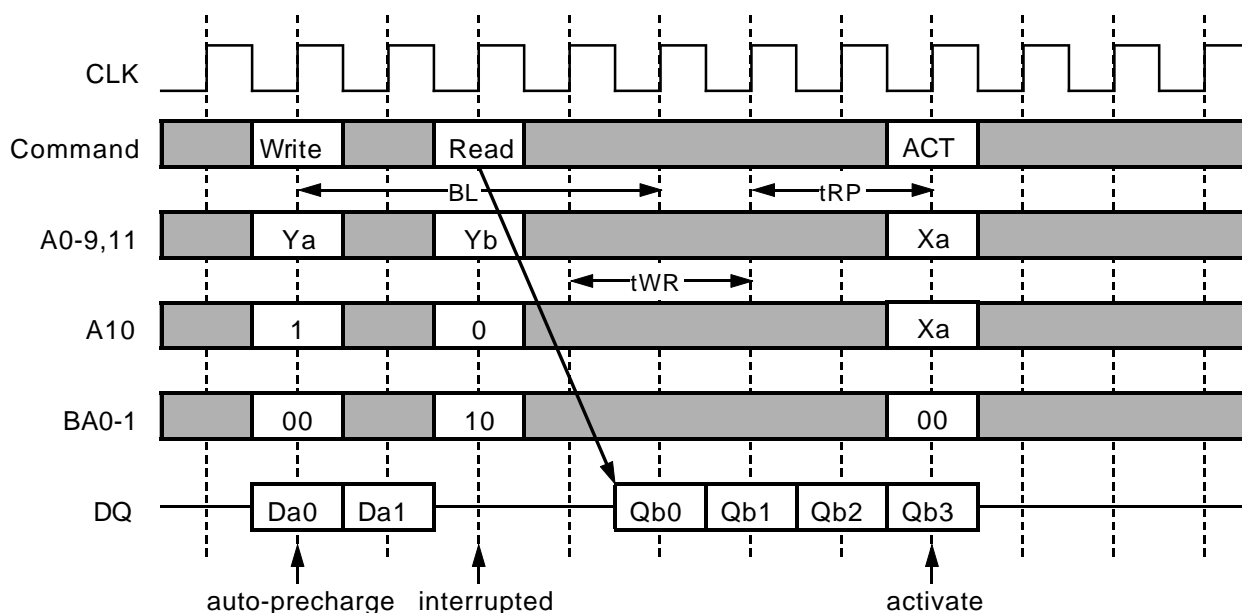 CLK
Command Write Read ACT
BL tRP
A0-9,11 Ya Yb Xa
tWR
A10 1 0 Xa
BA0-1 00 10 00
DQ Da0 Da1 Qb0 Qb1 Qb2 Qb3
auto-precharge interrupted activate